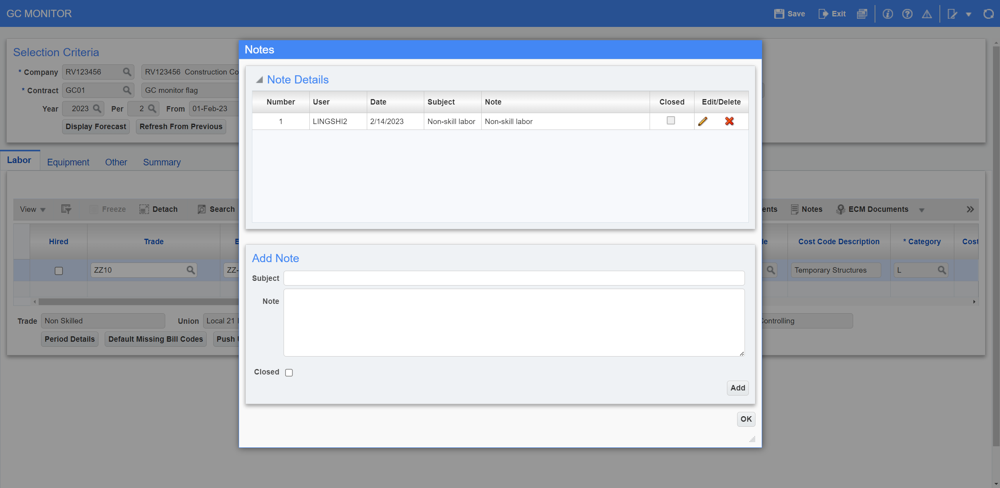 GC MONITOR
Save
Exit
Selection Criteria
* Company RV123456 RV123456 Construction Co
* Contract GC01 GC monitor flag
Year 2023 Per 2 From 01-Feb-23
Display Forecast Refresh From Previous
Labor Equipment Other Summary
View Freeze Detach Search
Notes ECM Documents
Hired Trade
Cost Code Description * Category Cost
ZZ10 ZZ-
Temporary Structures L
Trade Non Skilled Union Local 21
Controlling
Period Details Default Missing Bill Codes Push
Notes
Note Details
Number User Date Subject Note Closed Edit/Delete
1 LINGSHI2 2/14/2023 Non-skill labor Non-skill labor
Add Note
Subject
Note
Closed
Add
OK